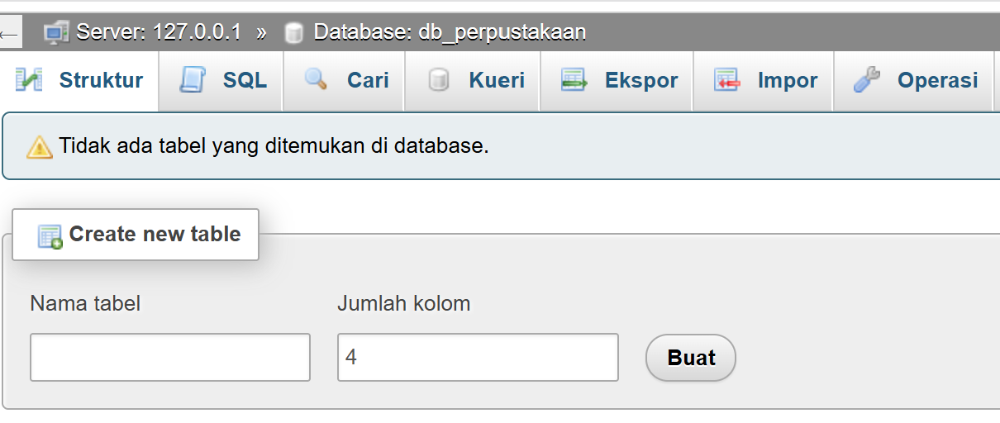 Server: 127.0.0.1 » Database: db_perpustakaan
Struktur SQL Cari Kueri Ekspor Impor Operasi
Tidak ada tabel yang ditemukan di database.
Create new table
Nama tabel Jumlah kolom
4 Buat